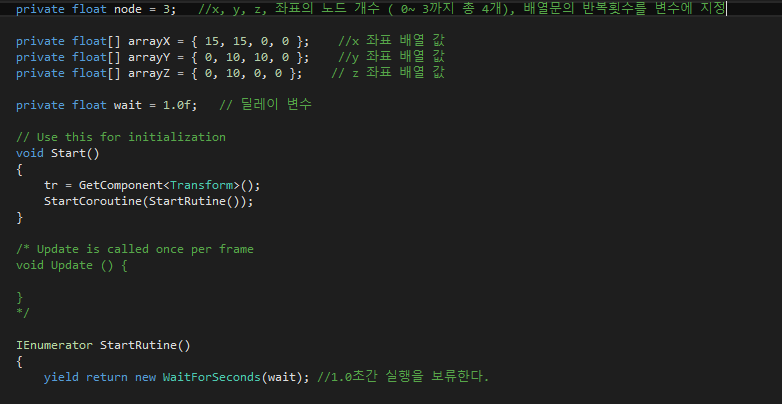 private float node = 3;   //x, y, z, 좌표의 노드 개수 ( 0~ 3까지 총 4개), 배열문의 반복횟수를 변수에 지정
private float[] arrayX = { 15, 15, 0, 0 };    //x 좌표 배열 값
private float[] arrayY = { 0, 10, 10, 0 };    //y 좌표 배열 값
private float[] arrayZ = { 0, 10, 0, 0 };    // z 좌표 배열 값
private float wait = 1.0f;   // 딜레이 변수
// Use this for initialization
void Start()
{
    tr = GetComponent<Transform>();
    StartCoroutine(StartRutine());
}
/* Update is called once per frame
void Update () {
}
*/
IEnumerator StartRutine()
{
    yield return new WaitForSeconds(wait); //1.0초간 실행을 보류한다.